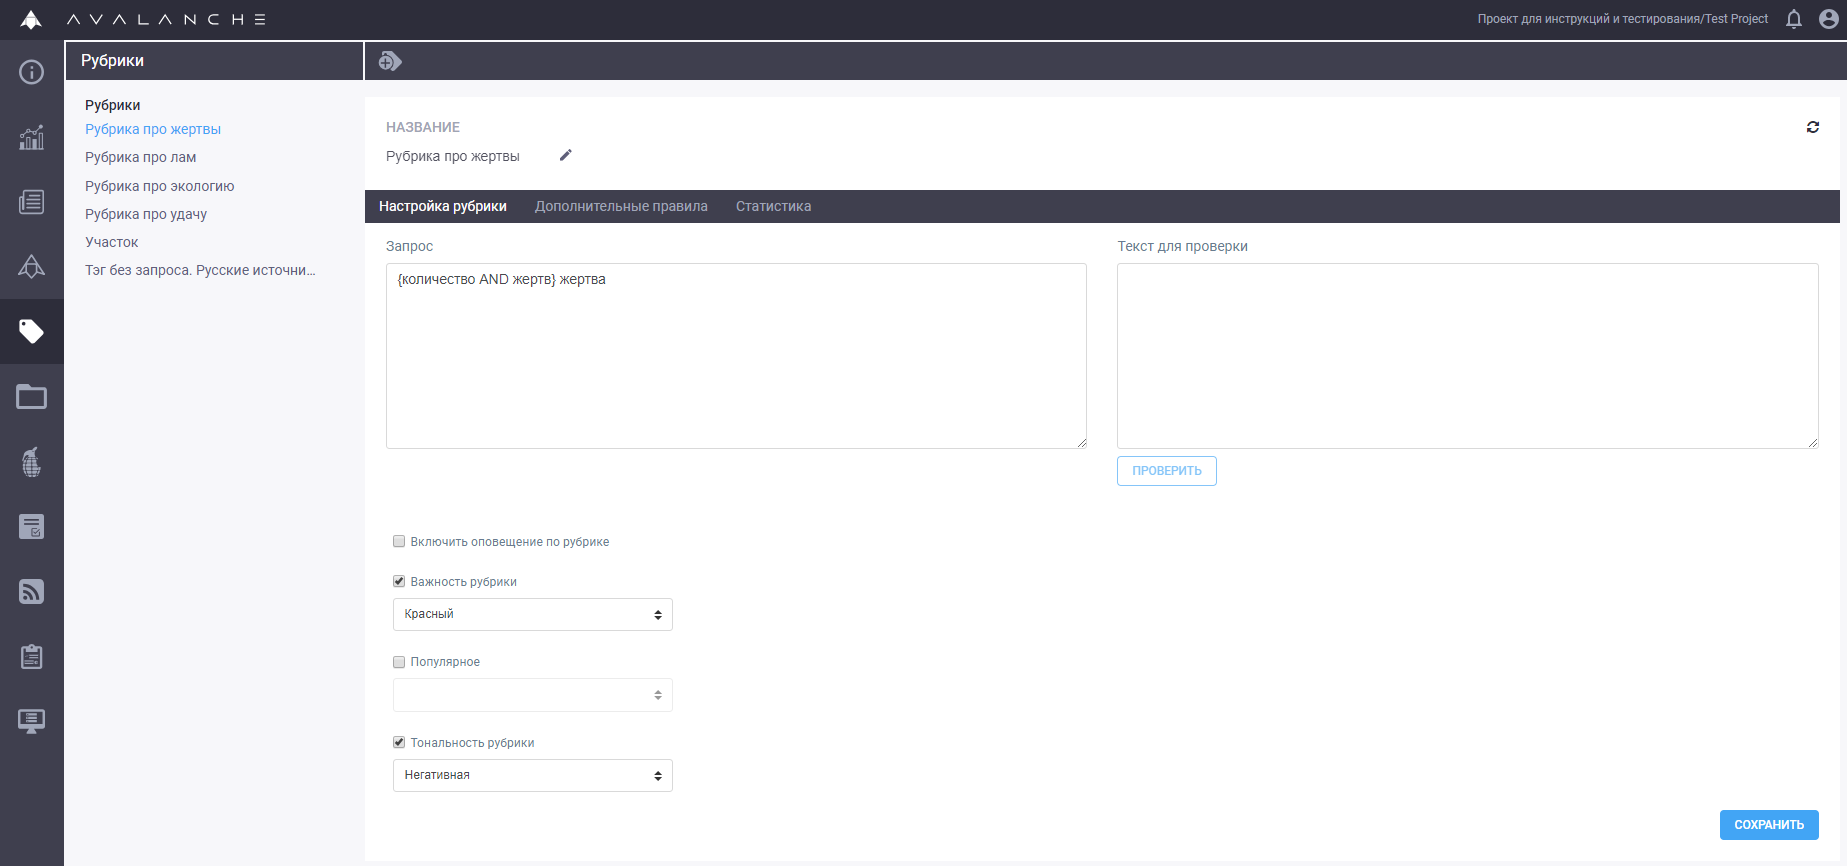 AVALANCHE
Проект для инструкций и тестирования/Test Project
Рубрики
Рубрики
Рубрика про жертвы
Рубрика про лам
Рубрика про экологию
Рубрика про удачу
Участок
Тэг без запроса. Русские источни...
НАЗВАНИЕ
Рубрика про жертвы
Настройка рубрики Дополнительные правила Статистика
Запрос
{количество AND жертв} жертва
Текст для проверки
ПРОВЕРИТЬ
Включить оповещение по рубрике
Важность рубрики
Красный
Популярное
Тональность рубрики
Негативная
СОХРАНИТЬ